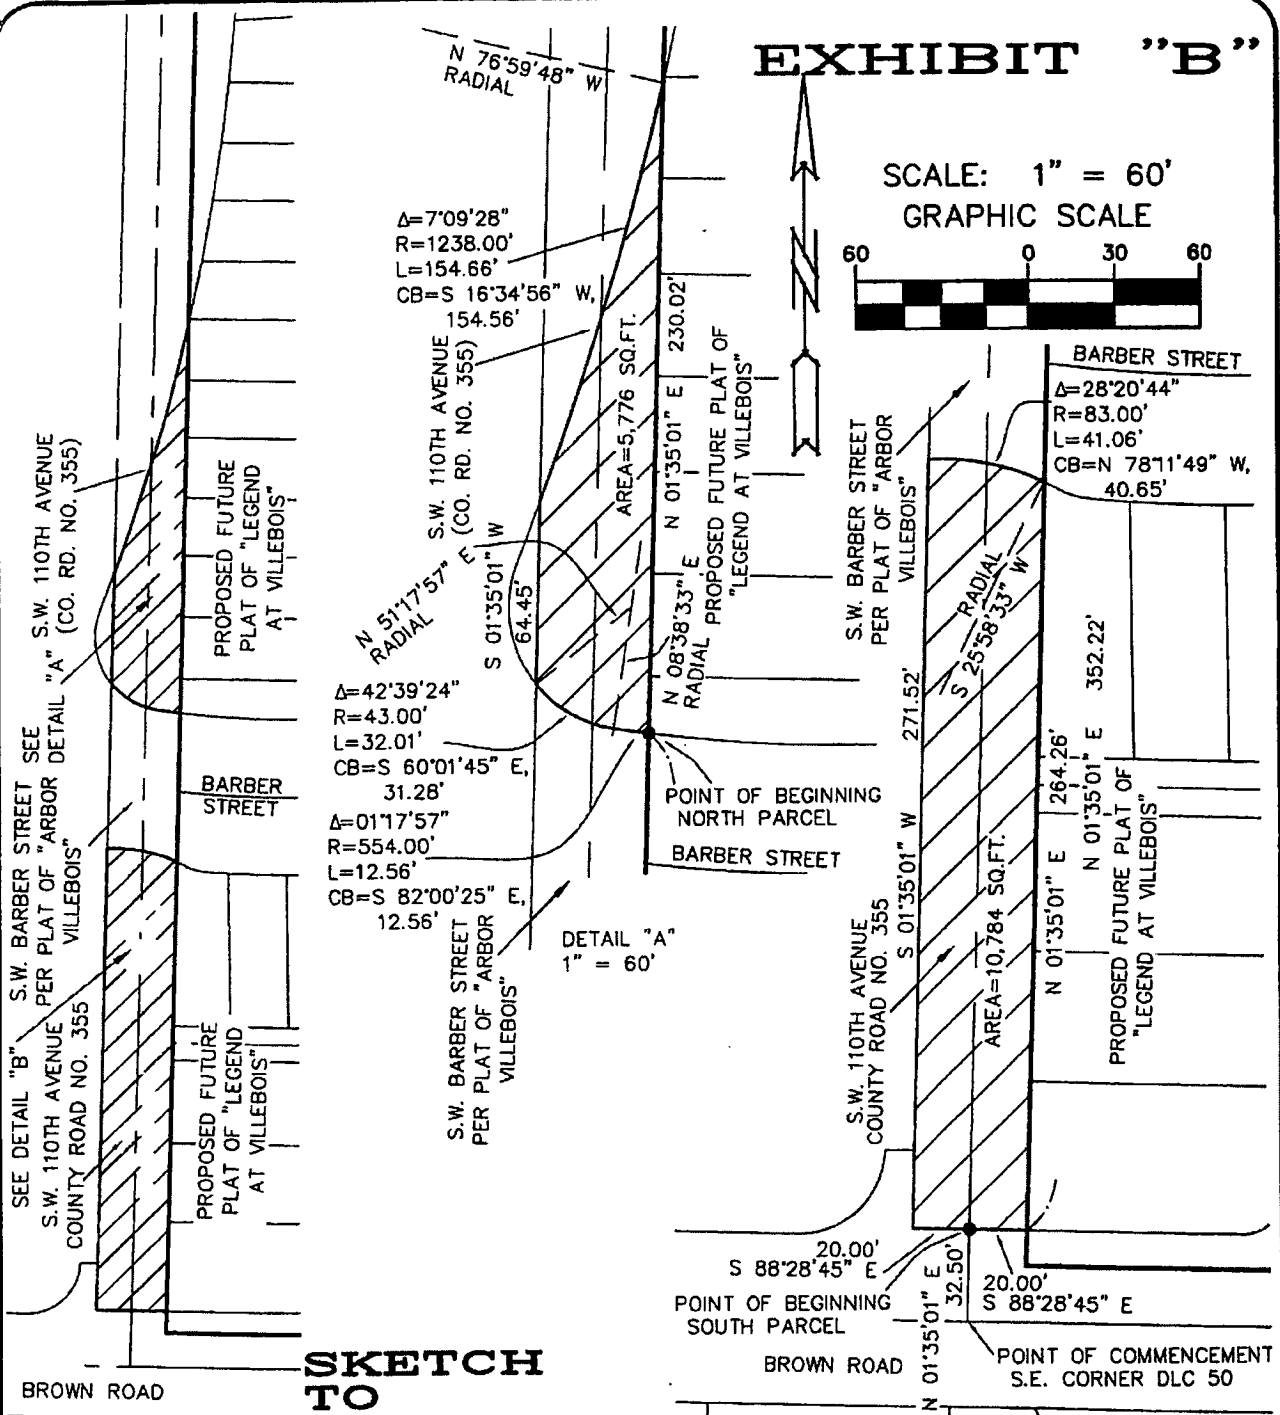 EXHIBIT "B"
SCALE: 1" = 60'
GRAPHIC SCALE
60 0 30 60
N 76°59'48" W
RADIAL
Δ=7°09'28"
R=1238.00'
L=154.66'
CB=S 16°34'56" W,
154.56'
S.W. 110TH AVENUE
(CO. RD. NO. 355)
AREA=5,776 SQ.FT.
N 01°35'01" E 230.02'
PROPOSED FUTURE PLAT OF
"LEGEND AT VILLEBOIS"
S 01°35'01" W
64.45'
N 51°17'57" E
RADIAL
N 08°38'33" E
RADIAL
Δ=42°39'24"
R=43.00'
L=32.01'
CB=S 60°01'45" E,
31.28'
Δ=01°17'57"
R=554.00'
L=12.56'
CB=S 82°00'25" E,
12.56'
POINT OF BEGINNING
NORTH PARCEL
BARBER STREET
S.W. BARBER STREET
PER PLAT OF "ARBOR
VILLEBOIS"
DETAIL "A"
1" = 60'
S.W. 110TH AVENUE
(CO. RD. NO. 355)
PROPOSED FUTURE
PLAT OF "LEGEND
AT VILLEBOIS"
SEE
DETAIL "A"
S.W. BARBER STREET
PER PLAT OF "ARBOR
VILLEBOIS"
BARBER
STREET
SEE DETAIL "B"
S.W. 110TH AVENUE
COUNTY ROAD NO. 355
PROPOSED FUTURE
PLAT OF "LEGEND
AT VILLEBOIS"
BROWN ROAD
SKETCH
TO
BARBER STREET
Δ=28°20'44"
R=83.00'
L=41.06'
CB=N 78°11'49" W,
40.65'
S.W. BARBER STREET
PER PLAT OF "ARBOR
VILLEBOIS"
RADIAL
S 25°58'33" W
S 01°35'01" W 271.52'
N 01°35'01" E 352.22'
N 01°35'01" E 264.26'
AREA=10,784 SQ.FT.
PROPOSED FUTURE PLAT OF
"LEGEND AT VILLEBOIS"
S.W. 110TH AVENUE
COUNTY ROAD NO. 355
20.00'
S 88°28'45" E
20.00'
S 88°28'45" E
N 01°35'01" E
32.50'
POINT OF BEGINNING
SOUTH PARCEL
POINT OF COMMENCEMENT
S.E. CORNER DLC 50
BROWN ROAD
N